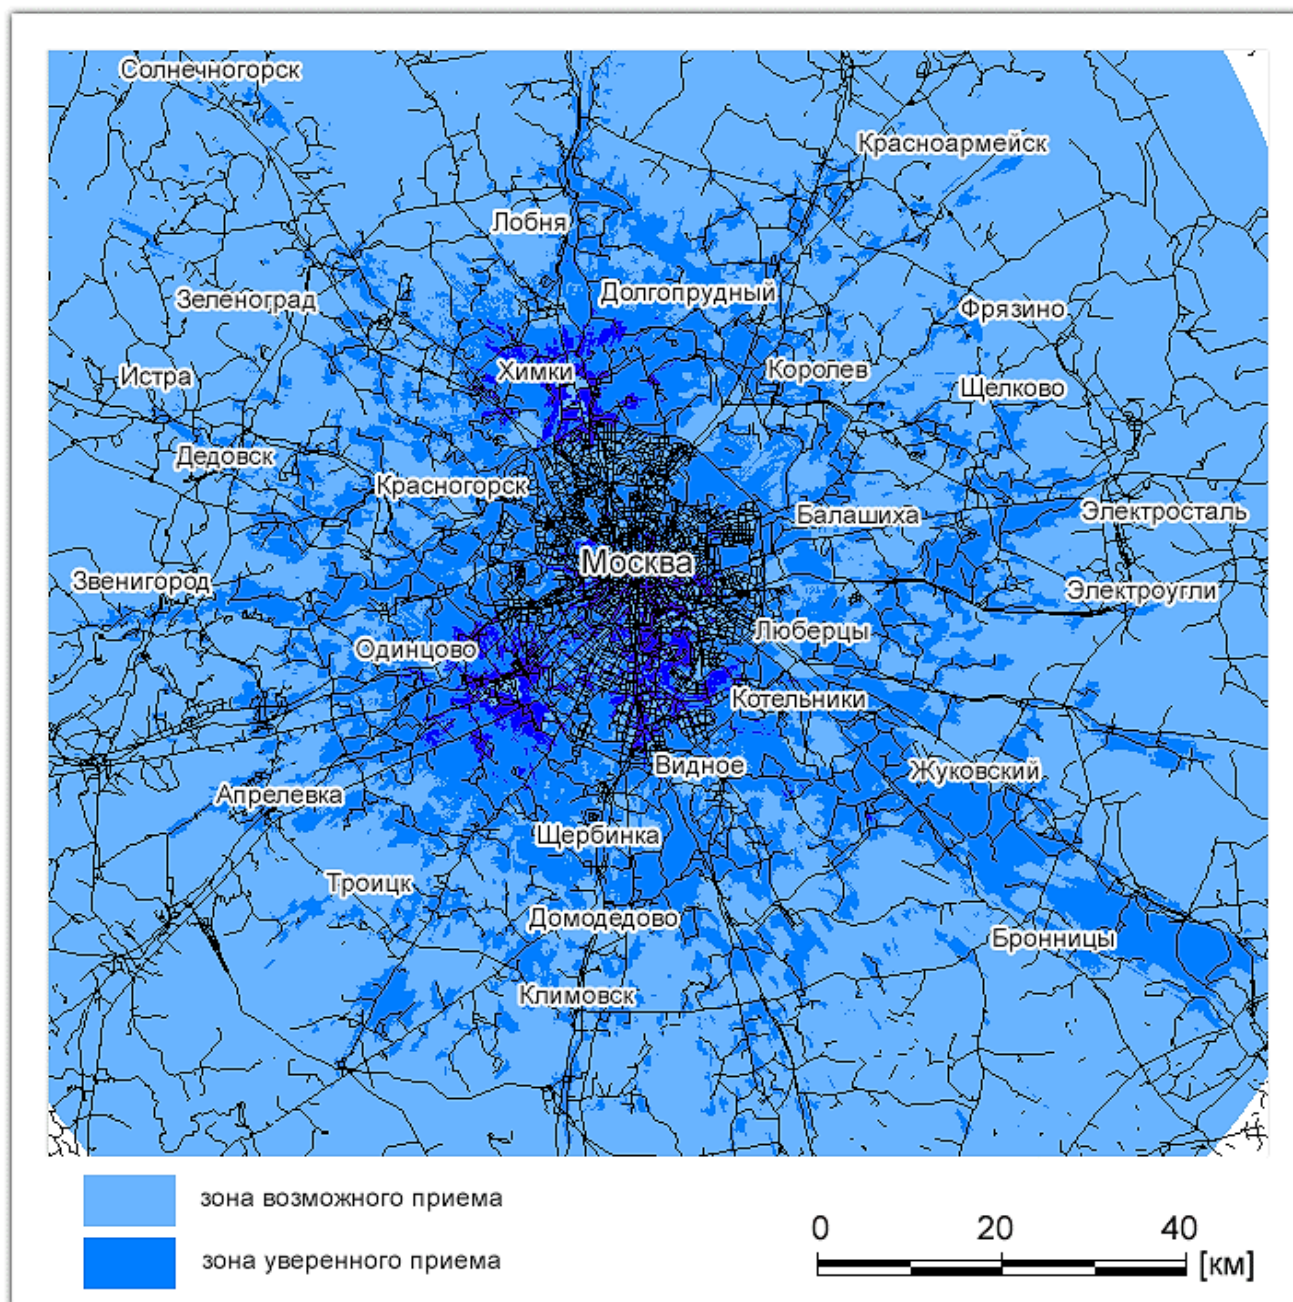 Солнечногорск
Красноармейск
Лобня
Долгопрудный
Зеленоград
Фрязино
Химки
Королев
Истра
Щелково
Дедовск
Красногорск
Балашиха
Электросталь
Москва
Звенигород
Электроугли
Люберцы
Одинцово
Котельники
Видное
Жуковский
Апрелевка
Щербинка
Троицк
Домодедово
Бронницы
Климовск
зона возможного приема
зона уверенного приема
0 20 40
[км]